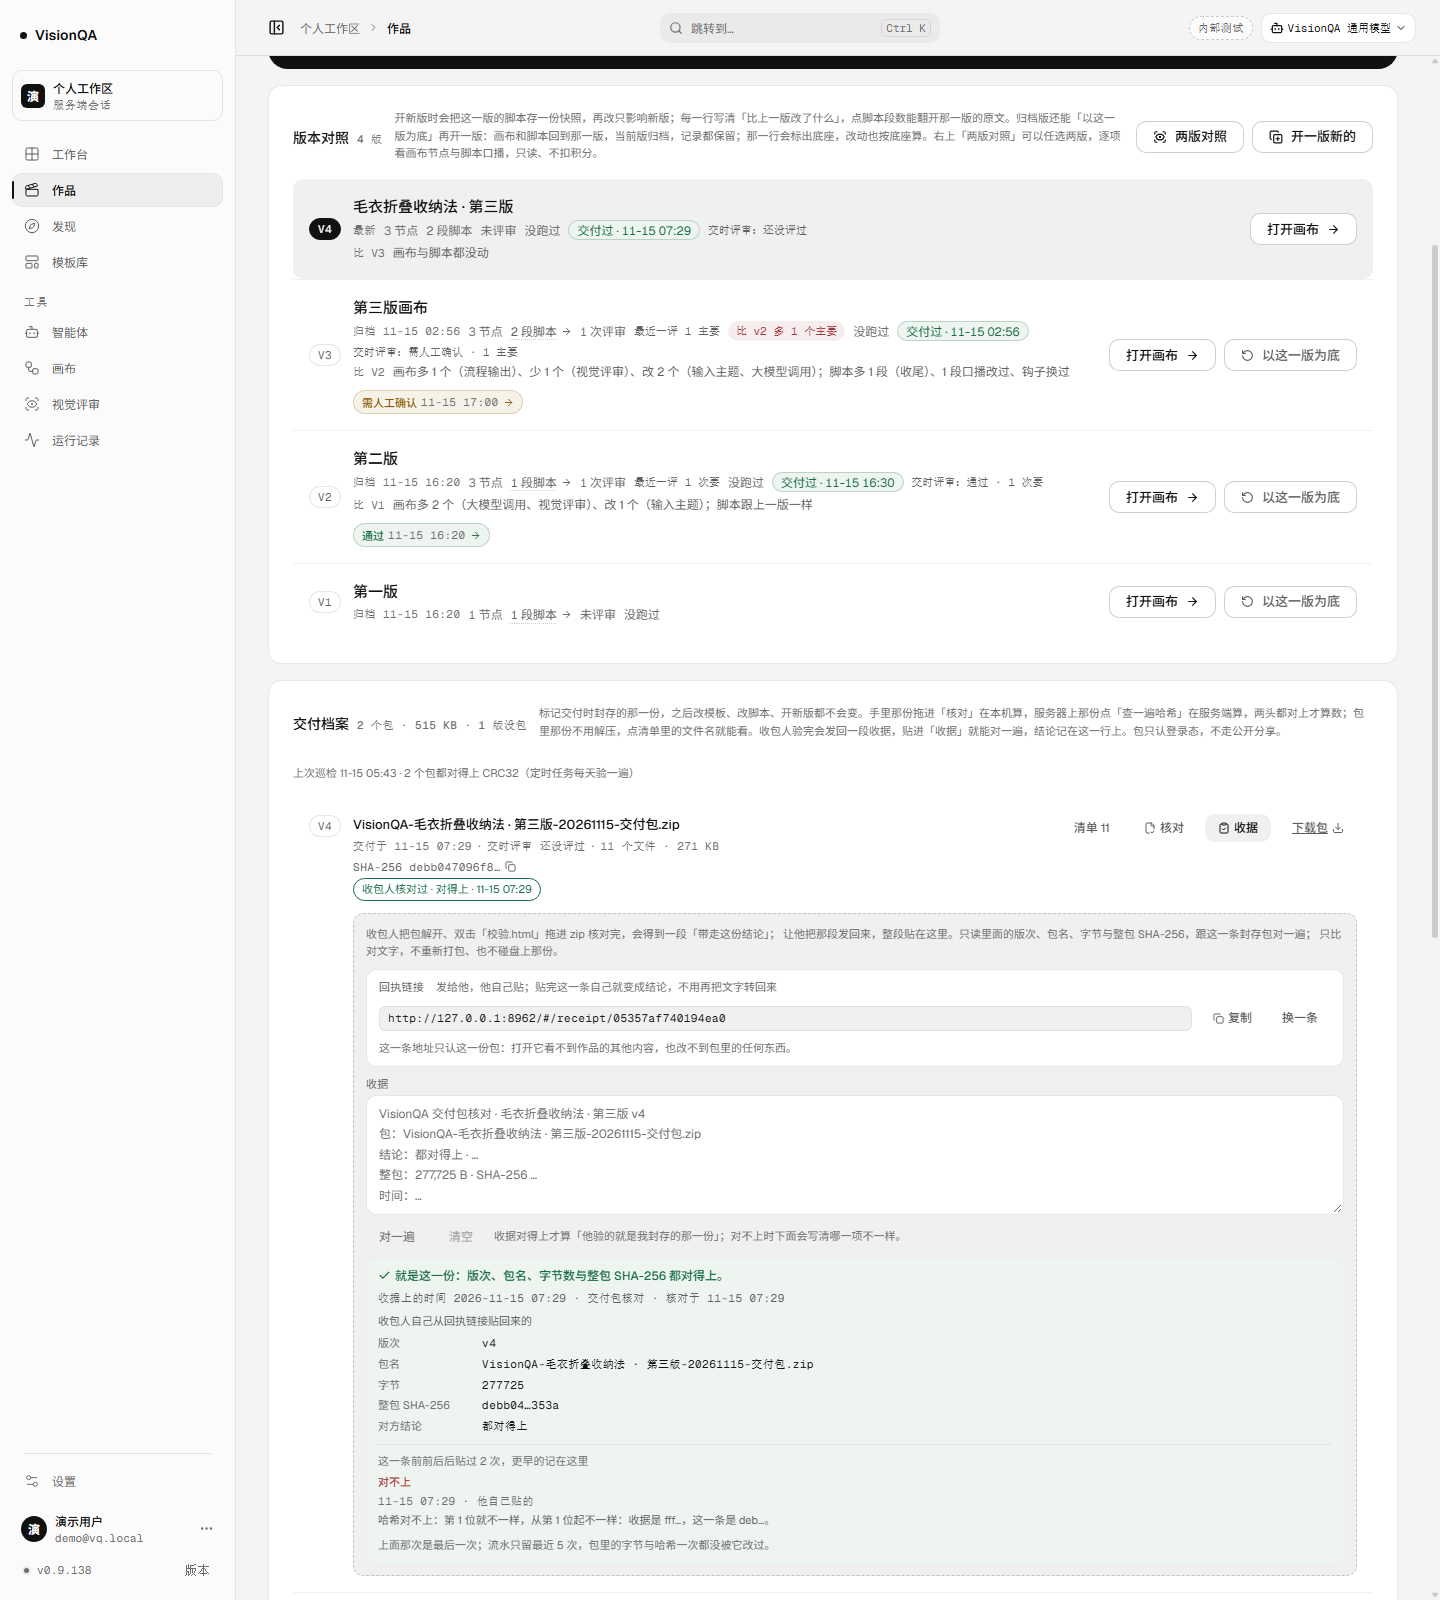 VisionQA
演
个人工作区
服务端会话
工作台
作品
发现
模板库
工具
智能体
画布
视觉评审
运行记录
设置
演
演示用户
demo@vq.local
v0.9.138
版本
个人工作区
作品
跳转到…
Ctrl K
内部测试
VisionQA 通用模型
版本对照 4 版
开新版时会把这一版的脚本存一份快照，再改只影响新版；每一行写清「比上一版改了什么」，点脚本段数能翻开那一版的原文。归档版还能「以这一
版为底」再开一版：画布和脚本回到那一版，当前版归档，记录都保留；那一行会标出底座，改动也按底座算。右上「两版对照」可以任选两版，逐项
看画布节点与脚本口播，只读、不扣积分。
两版对照
开一版新的
V4
毛衣折叠收纳法 · 第三版
最新 3 节点 2 段脚本 未评审 没跑过 交付过 · 11-15 07:29 交时评审：还没评过
比 V3 画布与脚本都没动
打开画布 →
V3
第三版画布
归档 11-15 02:56 3 节点 2 段脚本 → 1 次评审 最近一评 1 主要 比 v2 多 1 个主要 没跑过 交付过 · 11-15 02:56
交时评审：需人工确认 · 1 主要
比 V2 画布多 1 个（流程输出）、少 1 个（视觉评审）、改 2 个（输入主题、大模型调用）；脚本多 1 段（收尾）、1 段口播改过、钩子换过
需人工确认 11-15 17:00 →
打开画布 →
以这一版为底
V2
第二版
归档 11-15 16:20 3 节点 1 段脚本 → 1 次评审 最近一评 1 次要 没跑过 交付过 · 11-15 16:30 交时评审：通过 · 1 次要
比 V1 画布多 2 个（大模型调用、视觉评审）、改 1 个（输入主题）；脚本跟上一版一样
通过 11-15 16:20 →
打开画布 →
以这一版为底
V1
第一版
归档 11-15 16:20 1 节点 1 段脚本 → 未评审 没跑过
打开画布 →
以这一版为底
交付档案 2 个包 · 515 KB · 1 版没包
标记交付时封存的那一份，之后改模板、改脚本、开新版都不会变。手里那份拖进「核对」在本机算，服务器上那份点「查一遍哈希」在服务端算，两头都对上才算数；包
里那份不用解压，点清单里的文件名就能看。收包人验完会发回一段收据，贴进「收据」就能对一遍，结论记在这一行上。包只认登录态，不走公开分享。
上次巡检 11-15 05:43 · 2 个包都对得上 CRC32（定时任务每天验一遍）
V4
VisionQA-毛衣折叠收纳法 · 第三版-20261115-交付包.zip
交付于 11-15 07:29 · 交时评审 还没评过 · 11 个文件 · 271 KB
SHA-256 debb047096f8…
收包人核对过 · 对得上 · 11-15 07:29
清单 11
核对
收据
下载包
收包人把包解开、双击「校验.html」拖进 zip 核对完，会得到一段「带走这份结论」；让他把那段发回来，整段贴在这里。只读里面的版次、包名、字节与整包 SHA-256，跟这一条封存包对一遍；只比
对文字，不重新打包、也不碰盘上那份。
回执链接 发给他，他自己贴；贴完这一条自己就变成结论，不用再把文字转回来
http://127.0.0.1:8962/#/receipt/05357af740194ea0
复制
换一条
这一条地址只认这一份包：打开它看不到作品的其他内容，也改不到包里的任何东西。
收据
VisionQA 交付包核对 · 毛衣折叠收纳法 · 第三版 v4
包：VisionQA-毛衣折叠收纳法 · 第三版-20261115-交付包.zip
结论：都对得上 · …
整包：277,725 B · SHA-256 …
时间：…
对一遍
清空
收据对得上才算「他验的就是我封存的那一份」；对不上时下面会写清哪一项不一样。
就是这一份：版次、包名、字节数与整包 SHA-256 都对得上。
收据上的时间 2026-11-15 07:29 · 交付包核对 · 核对于 11-15 07:29
收包人自己从回执链接贴回来的
版次 v4
包名 VisionQA-毛衣折叠收纳法 · 第三版-20261115-交付包.zip
字节 277725
整包 SHA-256 debb04…353a
对方结论 都对得上
这一条前前后后贴过 2 次，更早的记在这里
对不上
11-15 07:29 · 他自己贴的
哈希对不上：第 1 位就不一样，从第 1 位起不一样：收据是 fff…，这一条是 deb…。
上面那次是最后一次；流水只留最近 5 次，包里的字节与哈希一次都没被它改过。